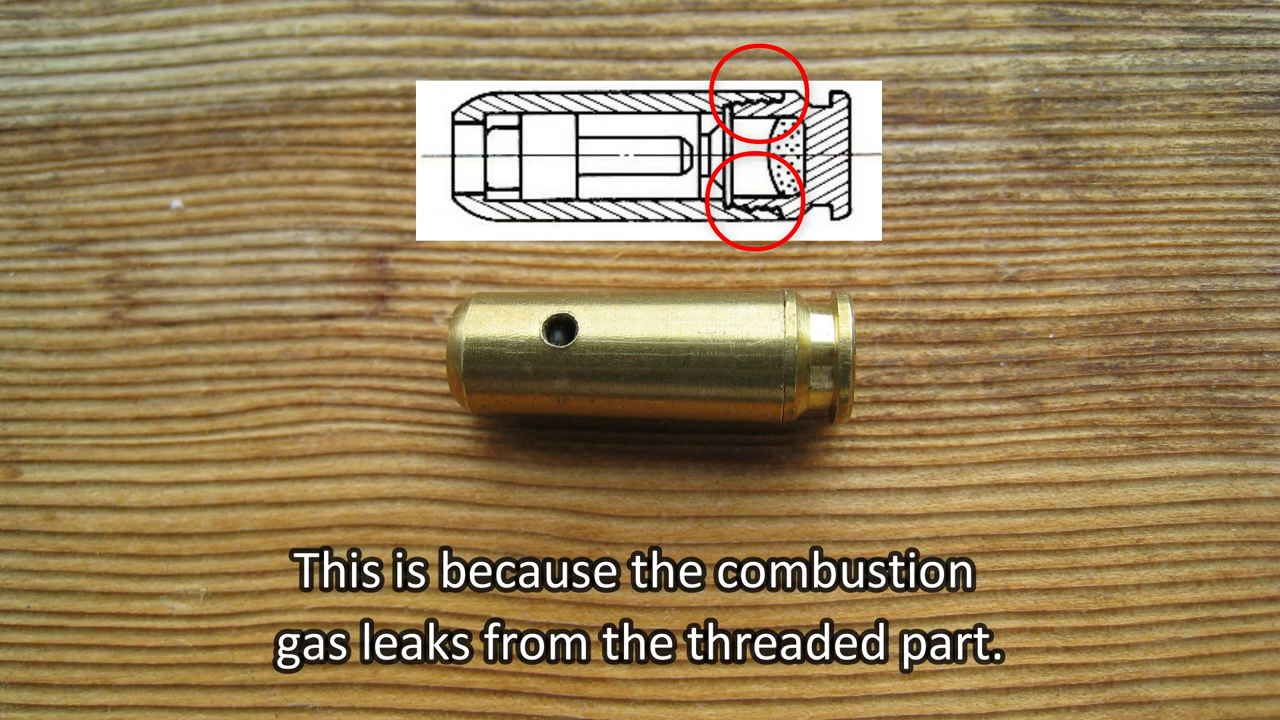 This is because the combustion
gas leaks from the threaded part.